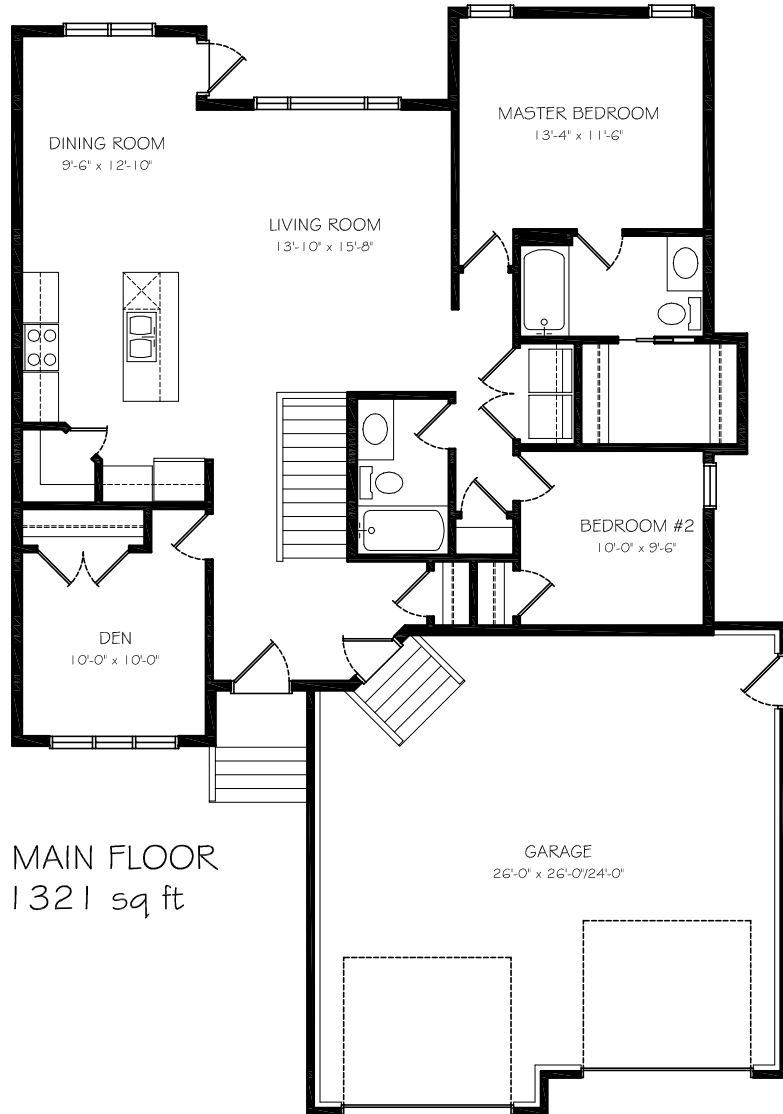 MASTER BEDROOM
13'-4" x 11'-6"
DINING ROOM
9'-6" x 12'-10"
LIVING ROOM
13'-10" x 15'-8"
BEDROOM #2
10'-0" x 9'-6"
DEN
10'-0" x 10'-0"
MAIN FLOOR
1321 sq ft
GARAGE
26'-0" x 26'-0"/24'-0"